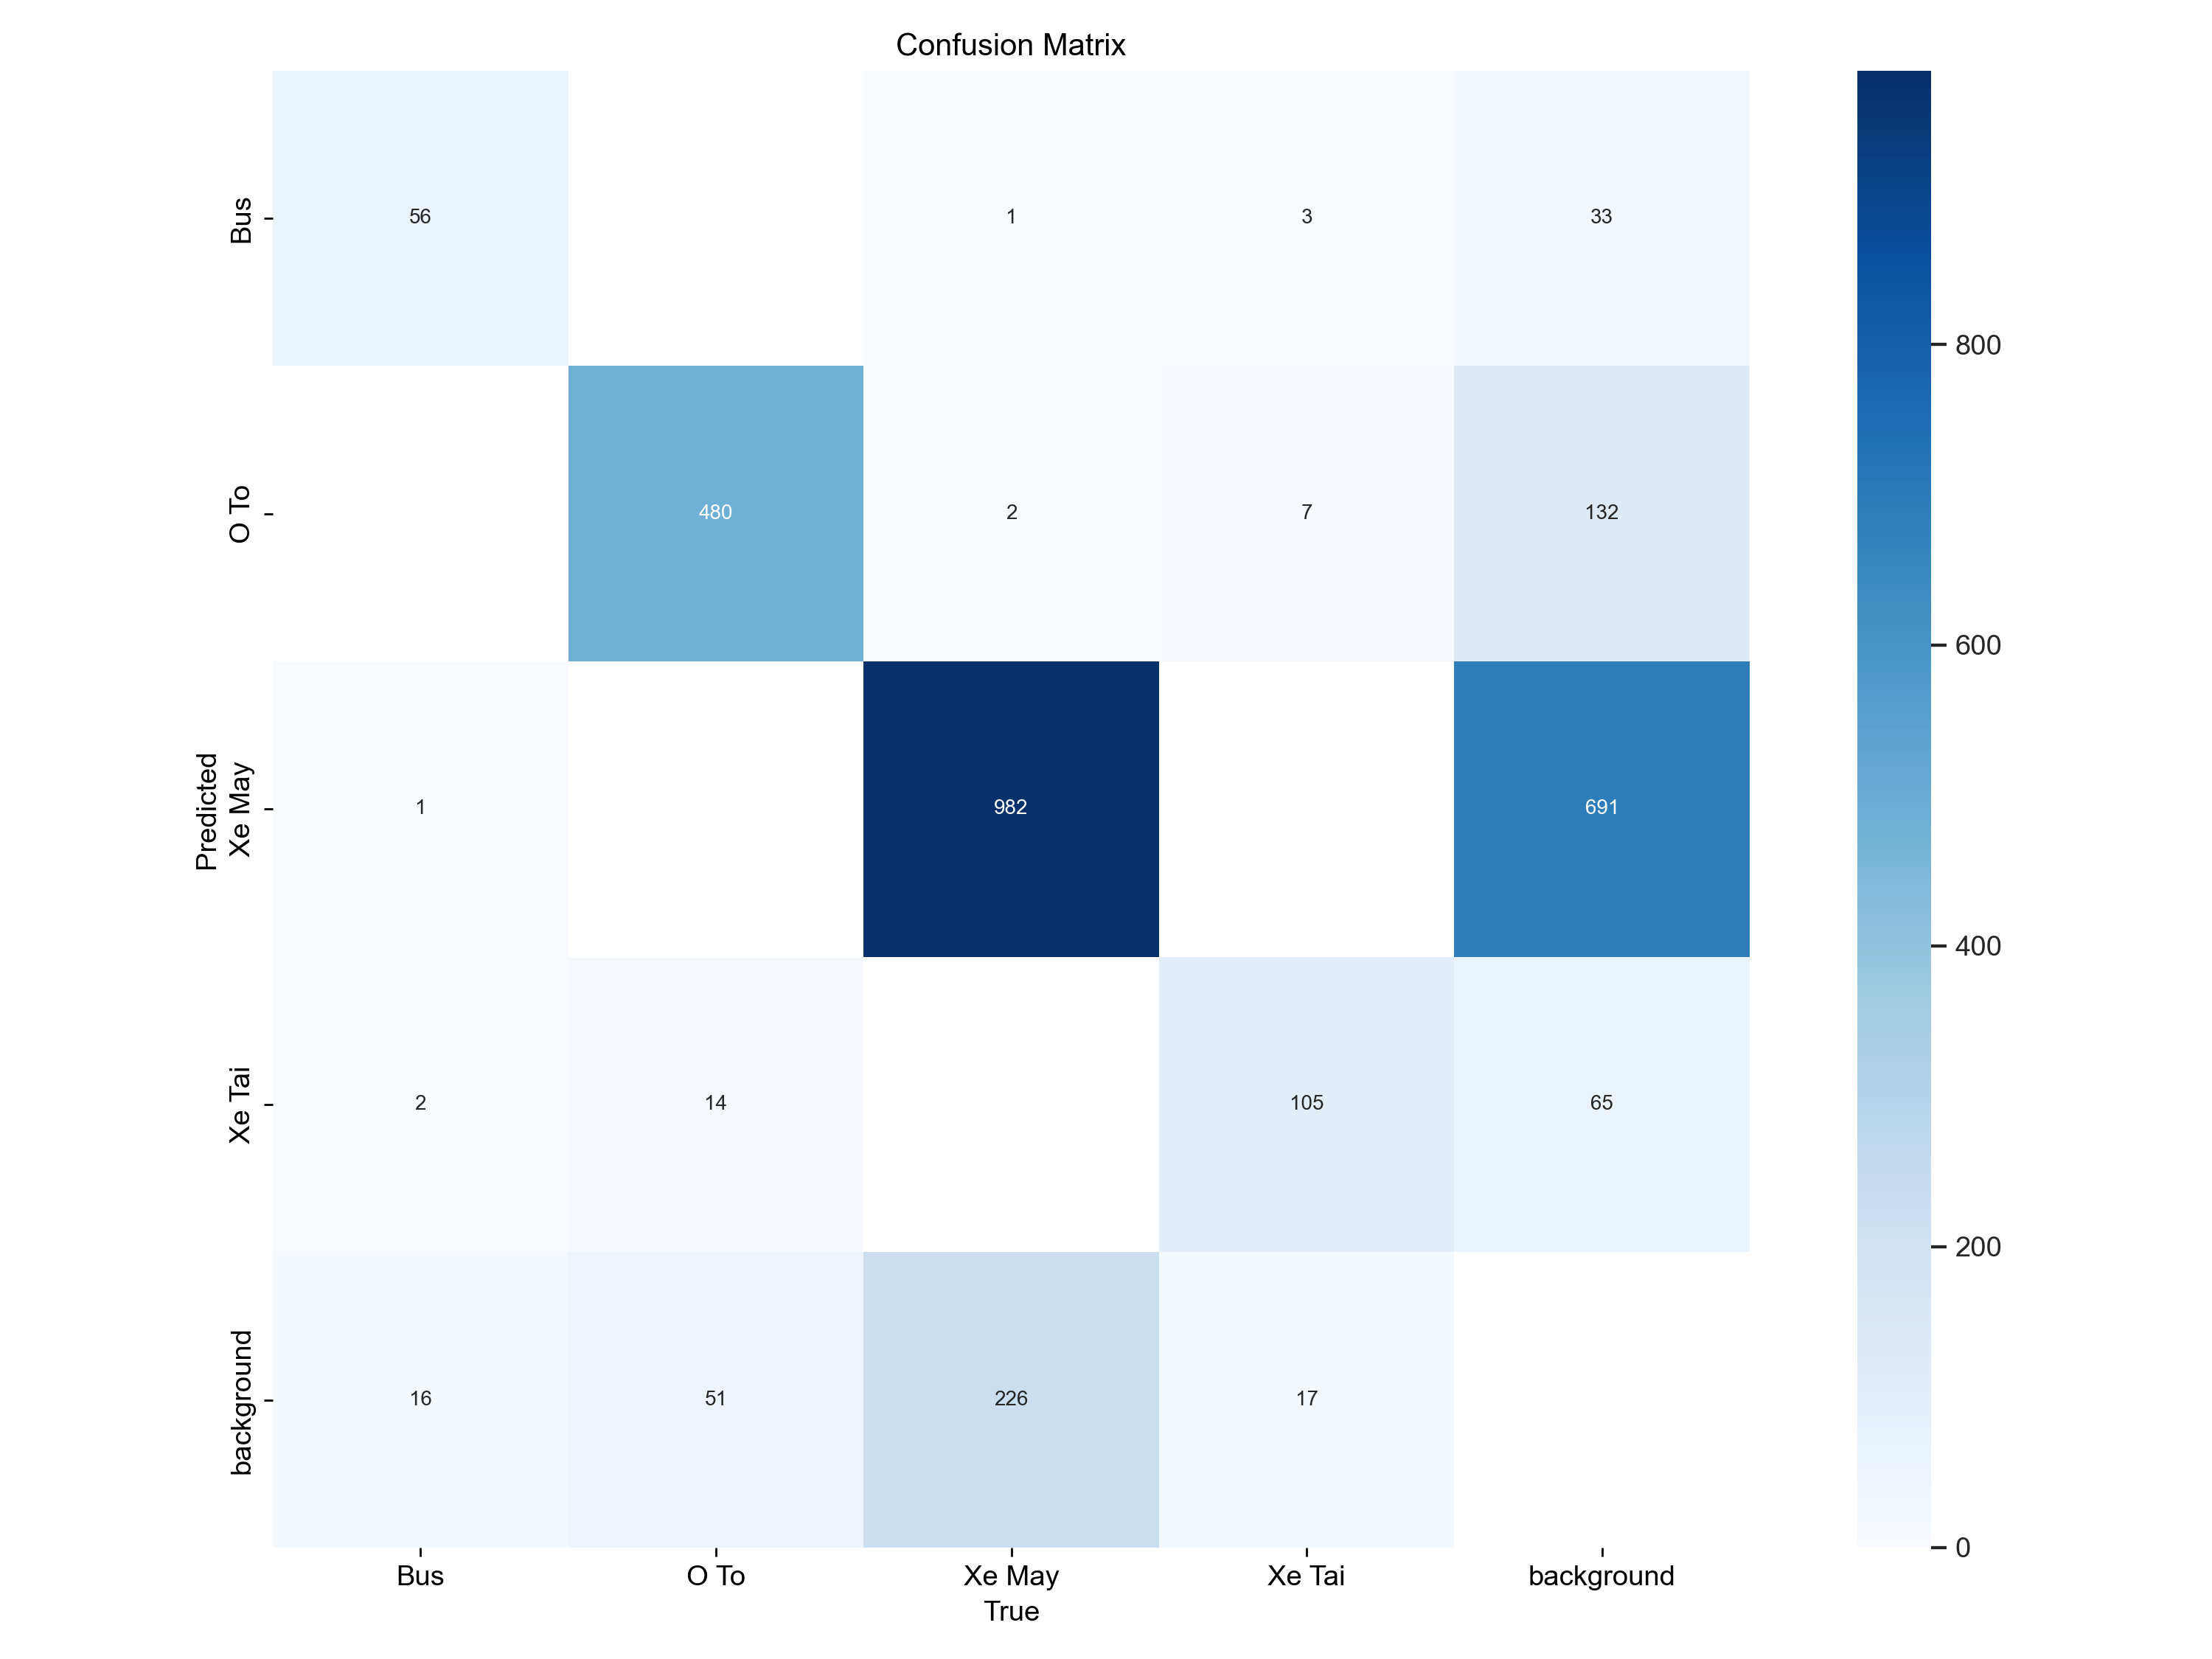 Confusion Matrix
Bus 56 1 3 33
O To 480 2 7 132
Predicted
Xe May 1 982 691
Xe Tai 2 14 105 65
background 16 51 226 17
Bus O To Xe May Xe Tai background
True
800
600
400
200
0